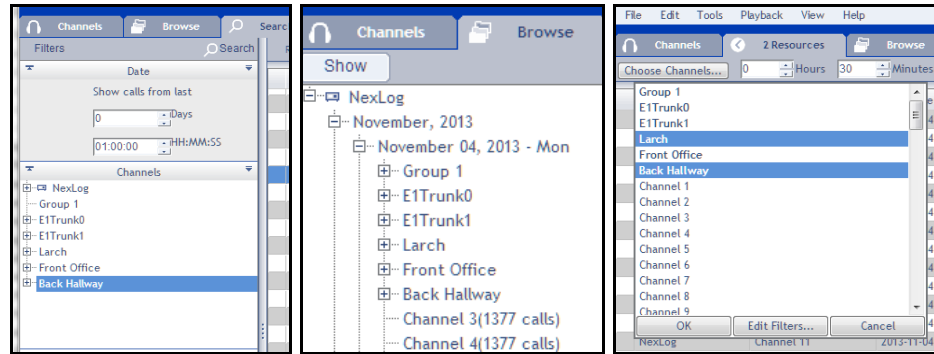 Channels Browse Searc
Filters Search
Date
Show calls from last
0 Days
01:00:00 HH:MM:SS
Channels
NexLog
Group 1
E1Trunk0
E1Trunk1
Larch
Front Office
Back Hallway
Channels Browse
Show
NexLog
November, 2013
November 04, 2013 - Mon
Group 1
E1Trunk0
E1Trunk1
Larch
Front Office
Back Hallway
Channel 3(1377 calls)
Channel 4(1377 calls)
File Edit Tools Playback View Help
Channels 2 Resources Browse
Choose Channels... 0 Hours 30 Minutes
Group 1
E1Trunk0
E1Trunk1
Larch
Front Office
Back Hallway
Channel 1
Channel 2
Channel 3
Channel 4
Channel 5
Channel 6
Channel 7
Channel 8
Channel 9
OK Edit Filters... Cancel
NexLog Channel 11 2013-11-04